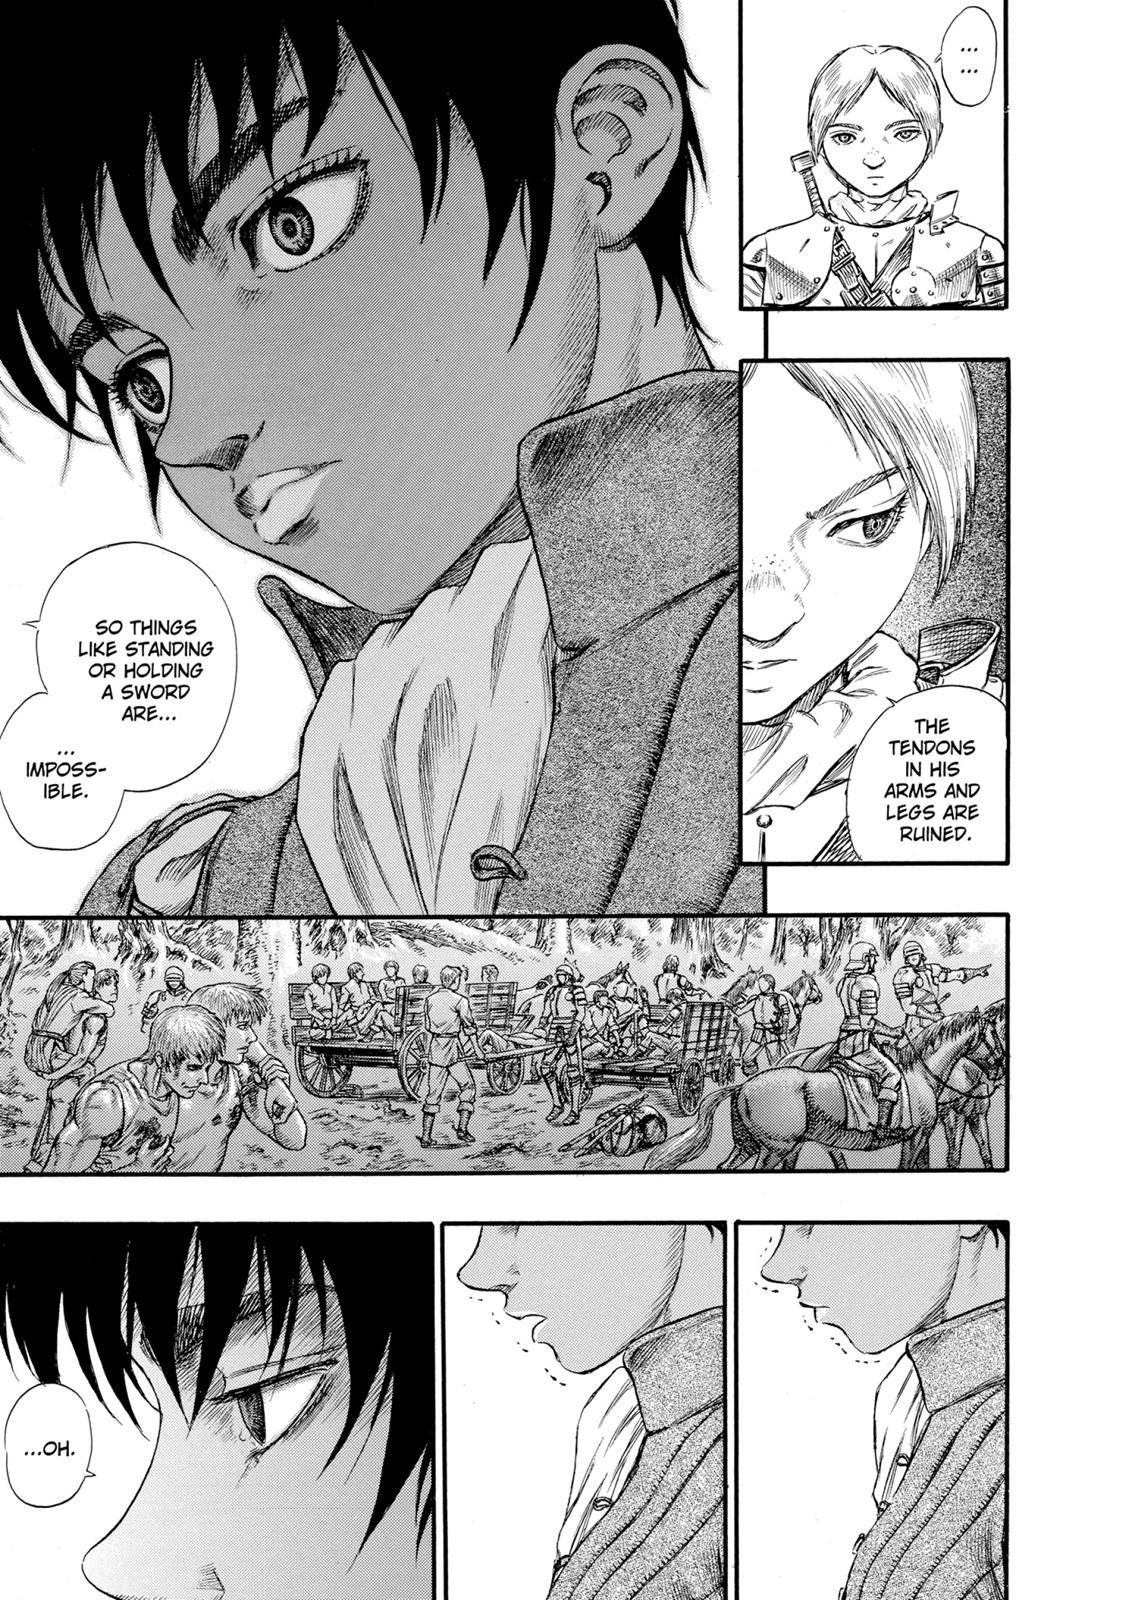 ...
...
THE
TENDONS
IN HIS
ARMS AND
LEGS ARE
RUINED.
SO THINGS
LIKE STANDING
OR HOLDING
A SWORD
ARE...
...
IMPOSS-
IBLE.
...OH.